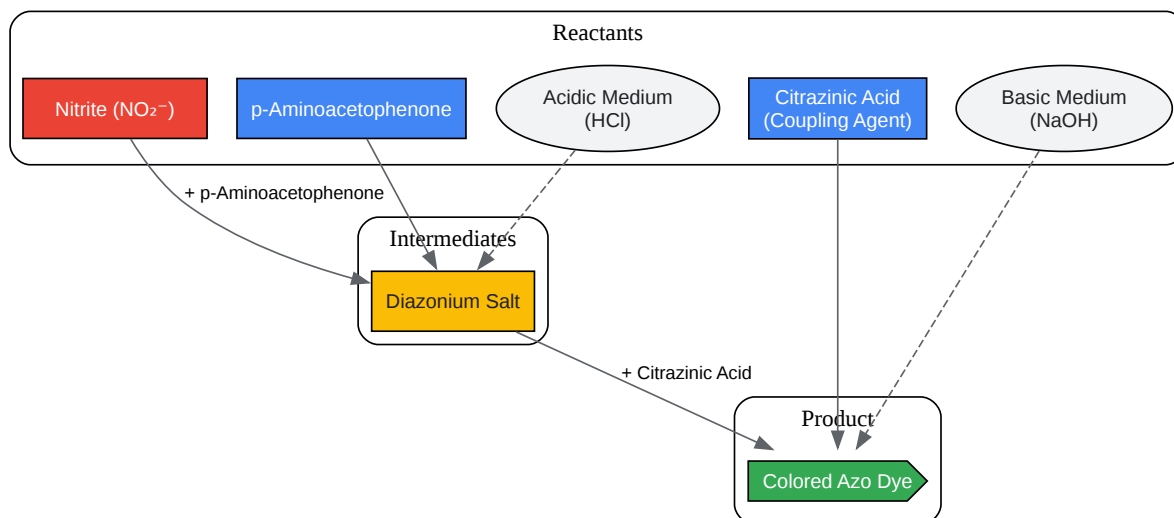 Reactants
Nitrite (NO₂⁻)
p-Aminoacetophenone
Acidic Medium
(HCl)
Citrazinic Acid
(Coupling Agent)
Basic Medium
(NaOH)
+ p-Aminoacetophenone
Intermediates
Diazonium Salt
+ Citrazinic Acid
Product
Colored Azo Dye